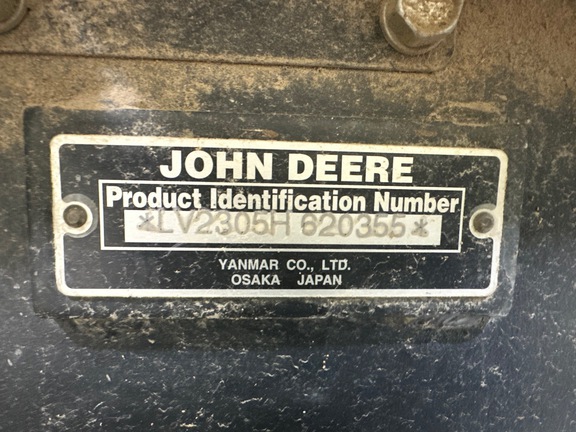 JOHN DEERE
Product Identification Number
*LV2305H 620355*
YANMAR CO., LTD.
OSAKA JAPAN